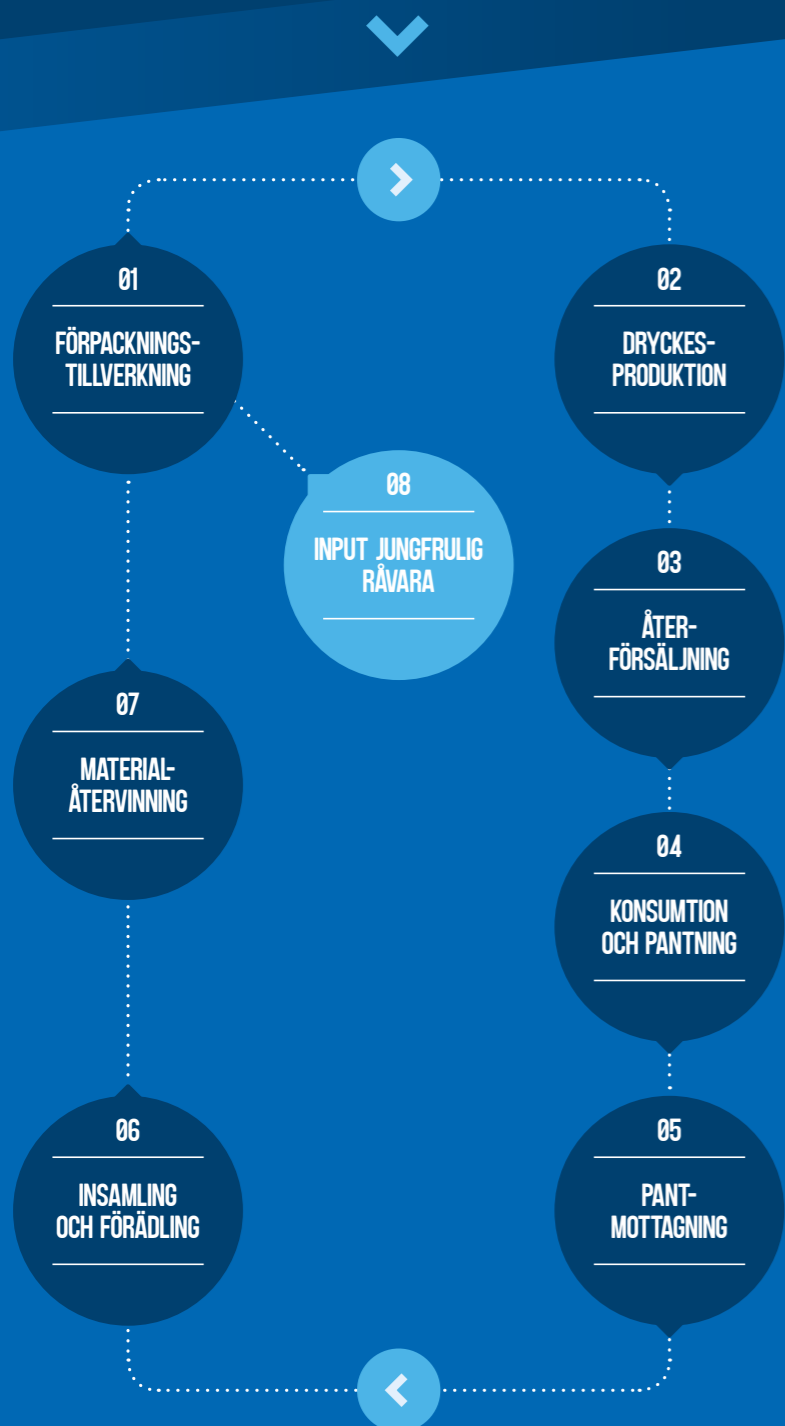 01
FÖRPACKNINGS-
TILLVERKNING
02
DRYCKES-
PRODUKTION
03
ÅTER-
FÖRSÄLJNING
04
KONSUMTION
OCH PANTNING
05
PANT-
MOTTAGNING
06
INSAMLING
OCH FÖRÄDLING
07
MATERIAL-
ÅTERVINNING
08
INPUT JUNGFRULIG
RÅVARA